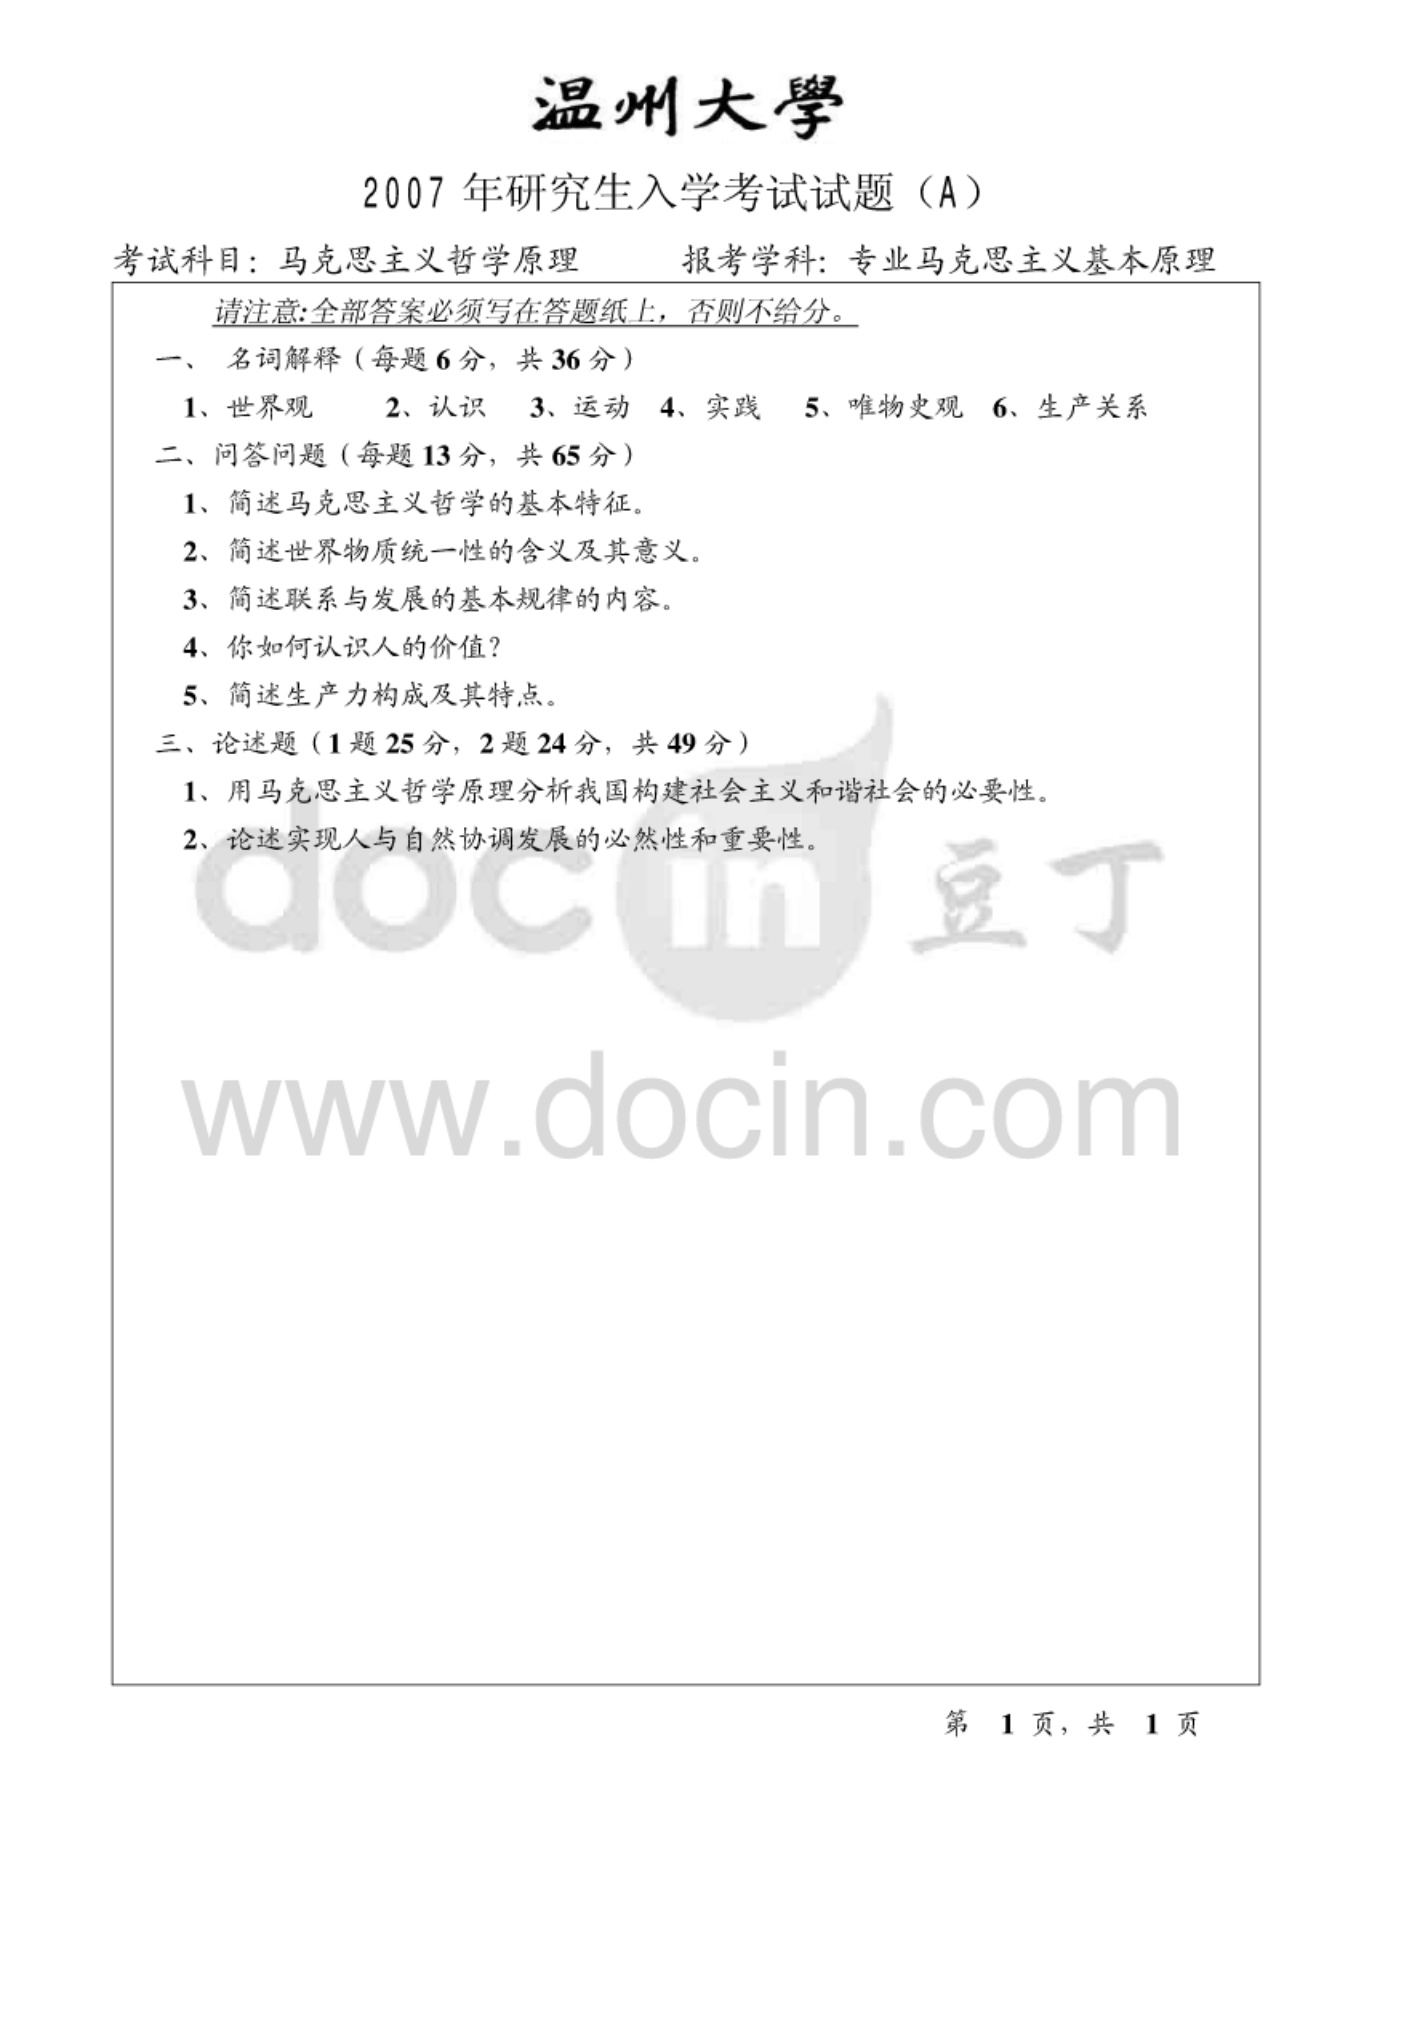 温州大學
2007 年研究生入学考试试题（A）
考试科目：马克思主义哲学原理 报考学科：专业马克思主义基本原理
请注意:全部答案必须写在答题纸上，否则不给分。
一、 名词解释（每题 6 分，共 36 分）
1、世界观 2、认识 3、运动 4、实践 5、唯物史观 6、生产关系
二、问答问题（每题 13 分，共 65 分）
1、简述马克思主义哲学的基本特征。
2、简述世界物质统一性的含义及其意义。
3、简述联系与发展的基本规律的内容。
4、你如何认识人的价值？
5、简述生产力构成及其特点。
三、论述题（1 题 25 分，2 题 24 分，共 49 分）
1、用马克思主义哲学原理分析我国构建社会主义和谐社会的必要性。
2、论述实现人与自然协调发展的必然性和重要性。
docin 豆丁
www.docin.com
第 1 页，共 1 页